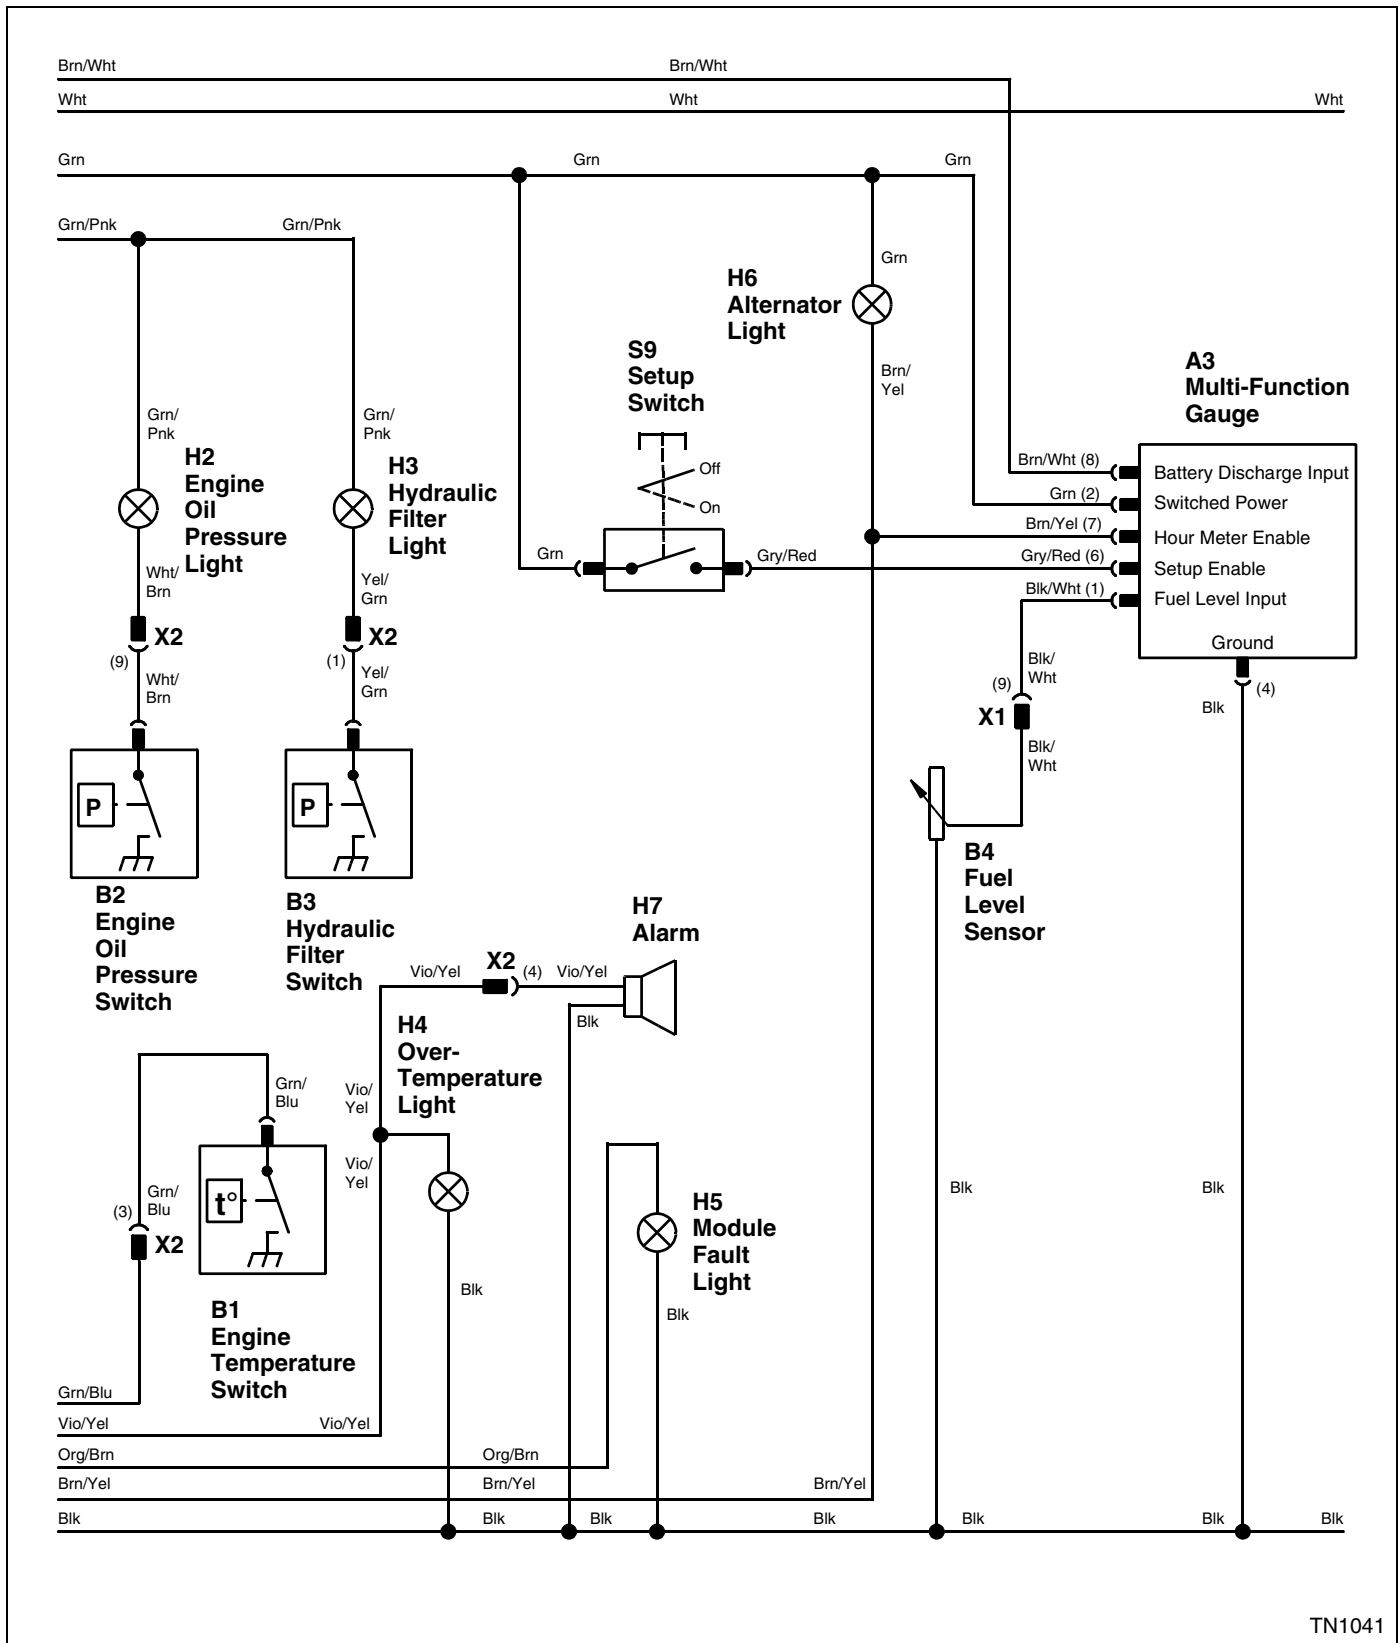 Brn/Wht
Brn/Wht
Wht
Wht
Wht
Grn
Grn
Grn
Grn/Pnk
Grn/Pnk
Grn
H6
Alternator
Light
S9
Setup
Switch
Brn/
Yel
A3
Multi-Function
Gauge
Grn/
Pnk
Grn/
Pnk
H2
Engine
Oil
Pressure
Light
H3
Hydraulic
Filter
Light
Off
On
Brn/Wht (8)
Battery Discharge Input
Grn (2)
Switched Power
Brn/Yel (7)
Hour Meter Enable
Grn
Gry/Red
Gry/Red (6)
Setup Enable
Blk/Wht (1)
Fuel Level Input
Ground
Wht/
Brn
Yel/
Grn
X2
X2
(9)
(1)
Wht/
Brn
Yel/
Grn
Blk/
Wht
(9)
X1
Blk/
Wht
(4)
Blk
P
P
B2
Engine
Oil
Pressure
Switch
B3
Hydraulic
Filter
Switch
H7
Alarm
B4
Fuel
Level
Sensor
Vio/Yel
X2
(4)
Vio/Yel
Blk
H4
Over-
Temperature
Light
Grn/
Blu
Vio/
Yel
Vio/
Yel
t°
Grn/
Blu
(3)
X2
H5
Module
Fault
Light
Blk
Blk
Blk
Blk
B1
Engine
Temperature
Switch
Grn/Blu
Vio/Yel
Vio/Yel
Org/Brn
Org/Brn
Brn/Yel
Brn/Yel
Brn/Yel
Blk
Blk
Blk
Blk
Blk
Blk
Blk
TN1041